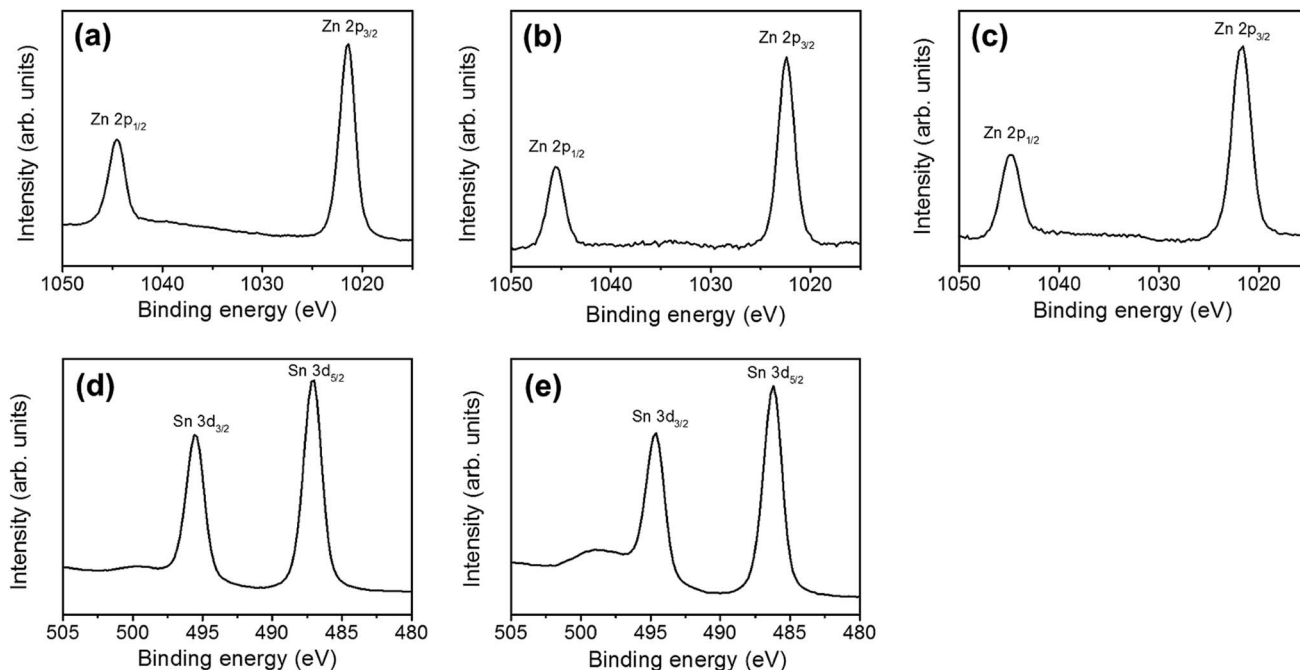 (a)
Zn 2p3/2
Zn 2p1/2
Intensity (arb. units)
1050 1040 1030 1020
Binding energy (eV)
(b)
Zn 2p3/2
Zn 2p1/2
Intensity (arb. units)
1050 1040 1030 1020
Binding energy (eV)
(c)
Zn 2p3/2
Zn 2p1/2
Intensity (arb. units)
1050 1040 1030 1020
Binding energy (eV)
(d)
Sn 3d5/2
Sn 3d3/2
Intensity (arb. units)
505 500 495 490 485 480
Binding energy (eV)
(e)
Sn 3d5/2
Sn 3d3/2
Intensity (arb. units)
505 500 495 490 485 480
Binding energy (eV)